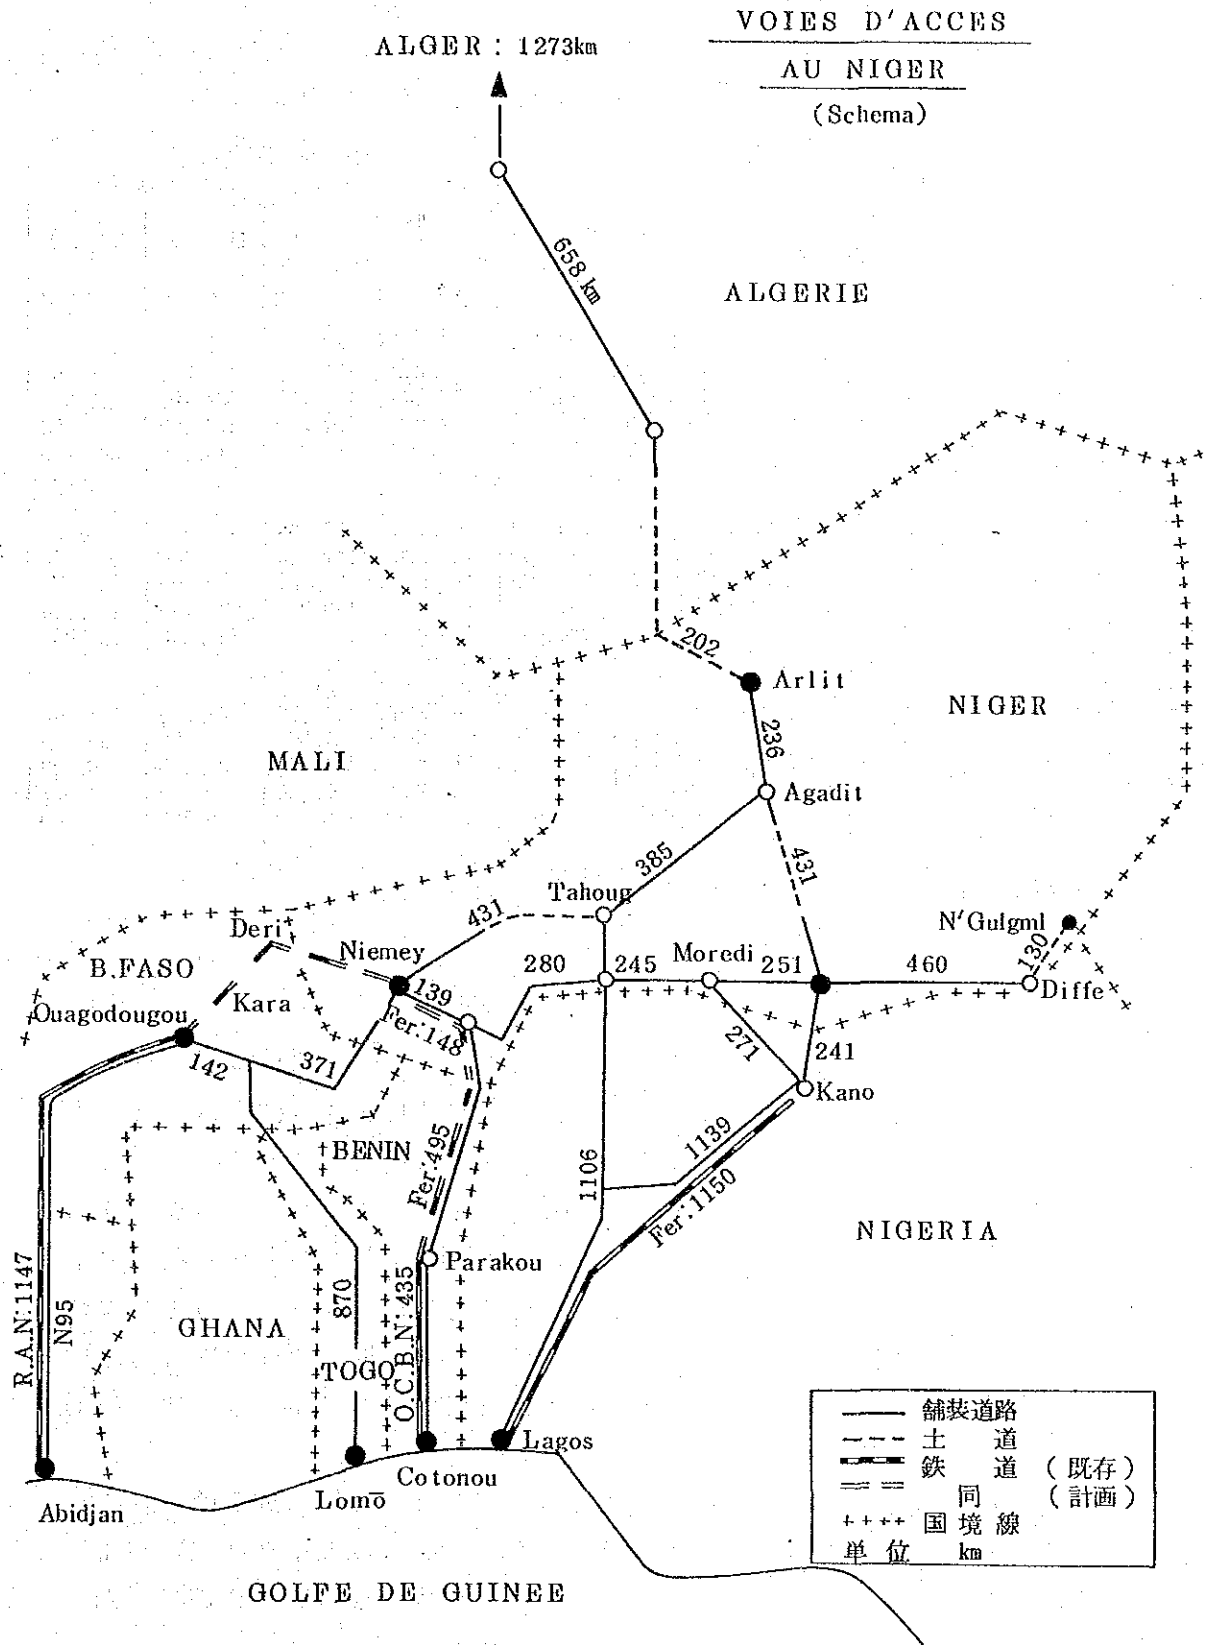 VOIES D'ACCES
AU NIGER
(Schema)
ALGER : 1273km
658 km
ALGERIE
202
Arlit
NIGER
236
MALI
Agadit
385
431
Tahoug
431
N'Gulgml
Deri
Niemey
Moredi
130
B.FASO
139
280
245
251
460
Diffe
Kara
Ouagodougou
Fer:148
142
371
271
241
Kano
BENIN
Fer:495
1139
1106
Fer:1150
NIGERIA
Parakou
R.A.N:1147
N95
870
O.C.B.N:435
GHANA
TOGO
Lagos
Cotonou
Lomō
Abidjan
GOLFE DE GUINEE
舗装道路
土 道
鉄 道 (既存)
同 (計画)
++++ 国境線
単位 km